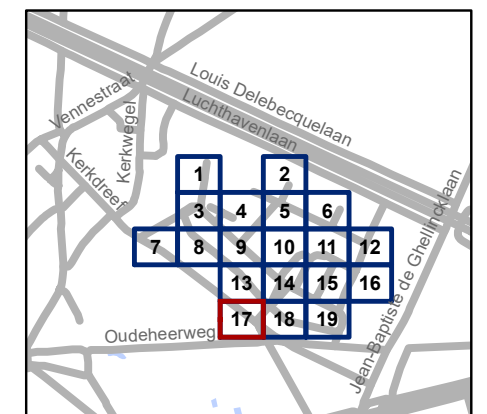 Louis Delebecquelaan
Luchthavenlaan
Vennestraat
Kerkwegel
Kerkdreef
1 2
3 4 5 6
7 8 9 10 11 12
13 14 15 16
17 18 19
Oudeheerweg
Jean-Baptiste de Ghellincklaan